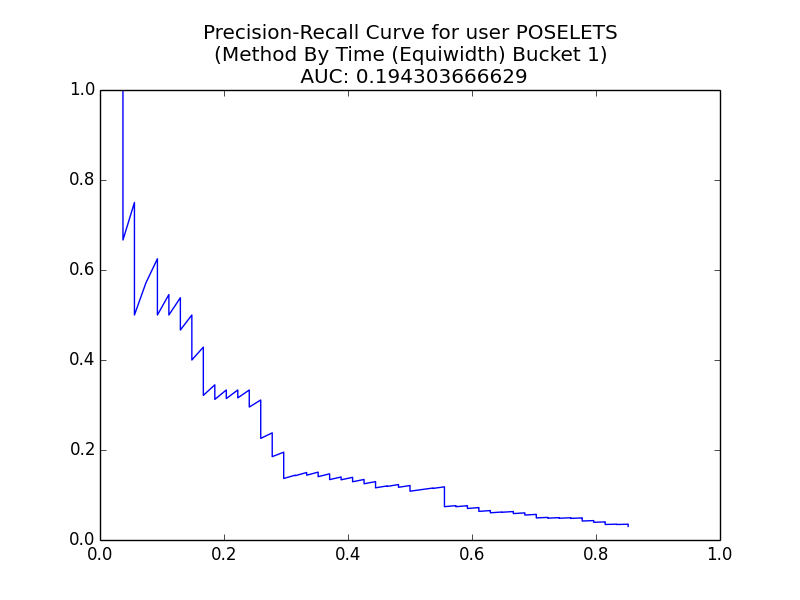 Precision-Recall Curve for user POSELETS
(Method By Time (Equiwidth) Bucket 1)
AUC: 0.194303666629
1.0
0.8
0.6
0.4
0.2
0.0
0.0 0.2 0.4 0.6 0.8 1.0